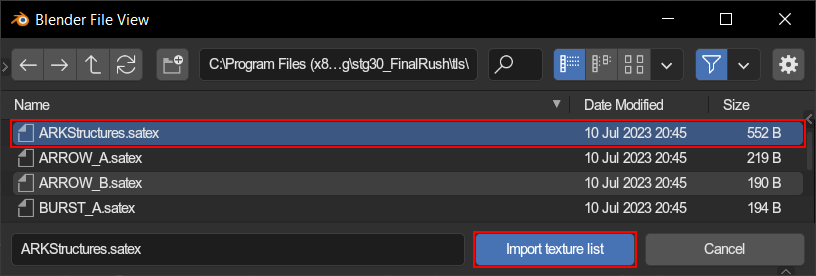 Blender File View
C:\Program Files (x8…g\stg30_FinalRush\tls\
Name Date Modified Size
ARKStructures.satex 10 Jul 2023 20:45 552 B
ARROW_A.satex 10 Jul 2023 20:45 219 B
ARROW_B.satex 10 Jul 2023 20:45 190 B
BURST_A.satex 10 Jul 2023 20:45 194 B
ARKStructures.satex Import texture list Cancel